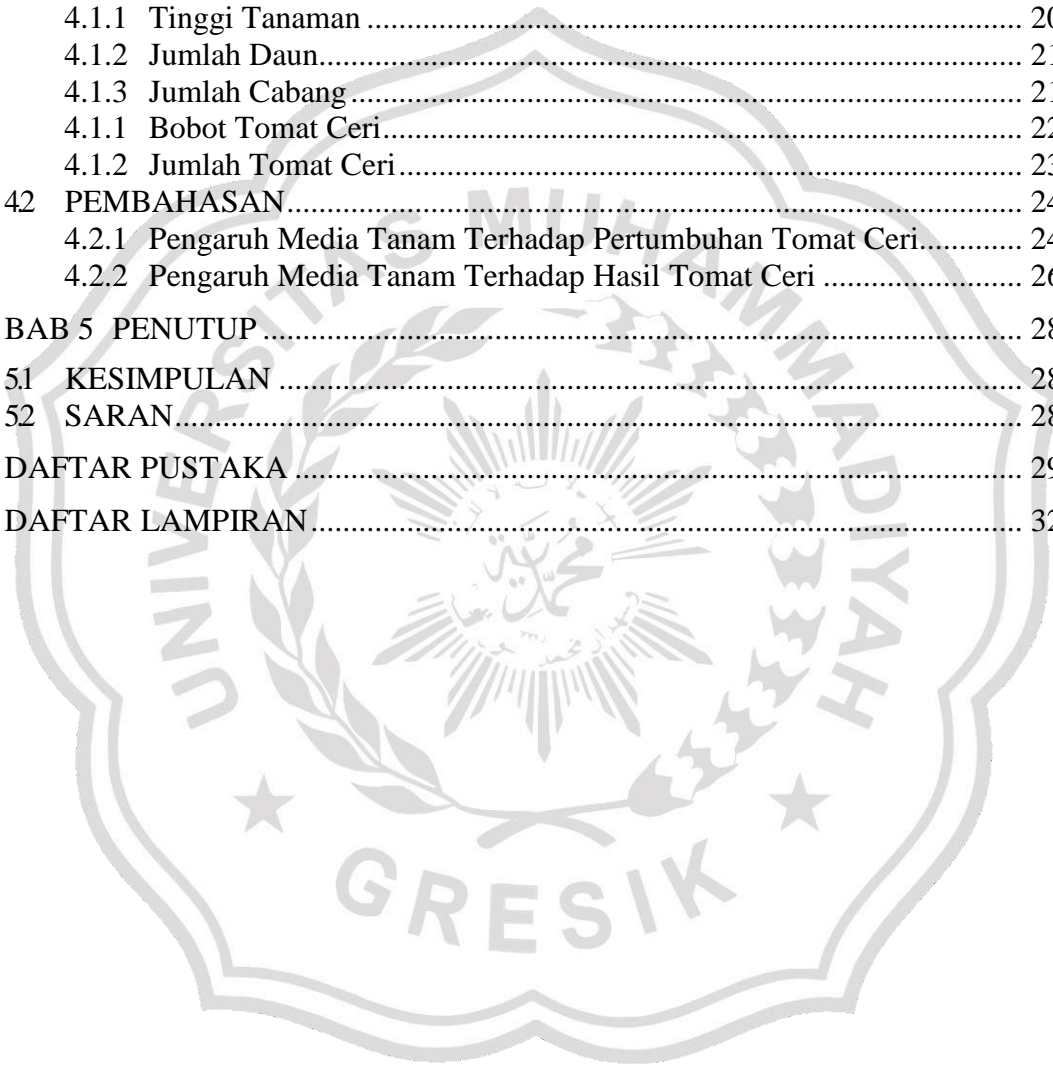 4.1.1 Tinggi Tanaman ........................................ 20
4.1.2 Jumlah Daun ........................................ 21
4.1.3 Jumlah Cabang ........................................ 21
4.1.1 Bobot Tomat Ceri ........................................ 22
4.1.2 Jumlah Tomat Ceri ........................................ 23
4.2 PEMBAHASAN ........................................ 24
4.2.1 Pengaruh Media Tanam Terhadap Pertumbuhan Tomat Ceri ........ 24
4.2.2 Pengaruh Media Tanam Terhadap Hasil Tomat Ceri .................... 26
BAB 5 PENUTUP ........................................ 28
5.1 KESIMPULAN ........................................ 28
5.2 SARAN ........................................ 28
DAFTAR PUSTAKA ........................................ 29
DAFTAR LAMPIRAN ........................................ 32
UNIVERSITAS MUHAMMADIYAH
GRESIK